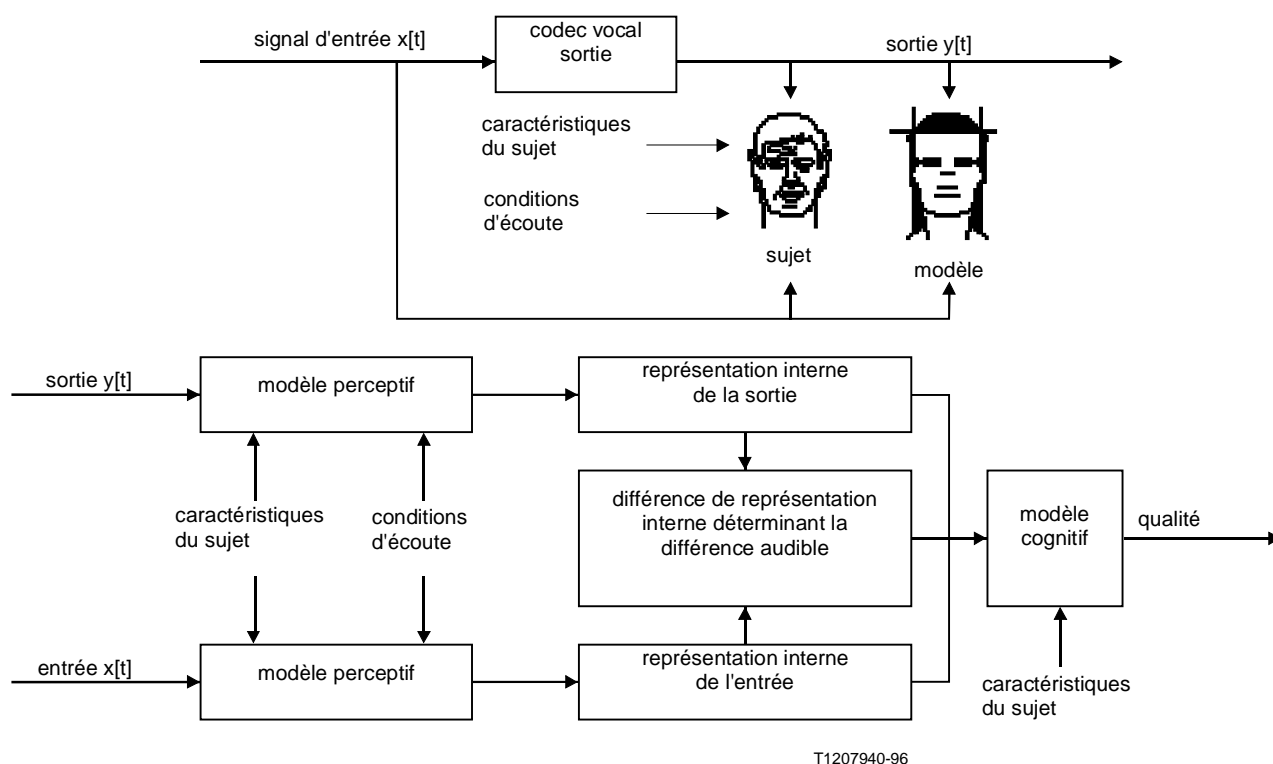 signal d'entrée x[t]
codec vocal
sortie
sortie y[t]
caractéristiques
du sujet
conditions
d'écoute
sujet
modèle
sortie y[t]
modèle perceptif
représentation interne
de la sortie
caractéristiques
du sujet
conditions
d'écoute
différence de représentation
interne déterminant la
différence audible
modèle
cognitif
qualité
entrée x[t]
modèle perceptif
représentation interne
de l'entrée
caractéristiques
du sujet
T1207940-96